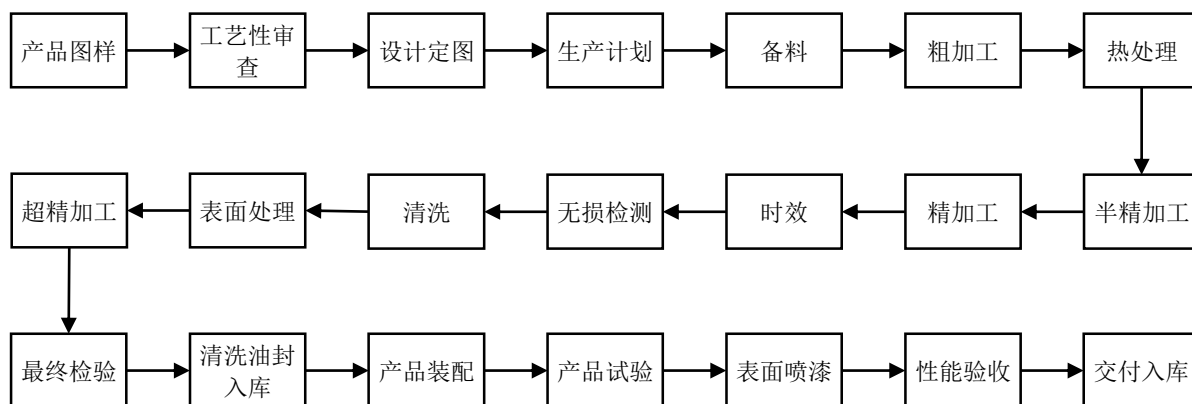 产品图样
工艺性审
查
设计定图
生产计划
备料
粗加工
热处理
超精加工
表面处理
清洗
无损检测
时效
精加工
半精加工
最终检验
清洗油封
入库
产品装配
产品试验
表面喷漆
性能验收
交付入库